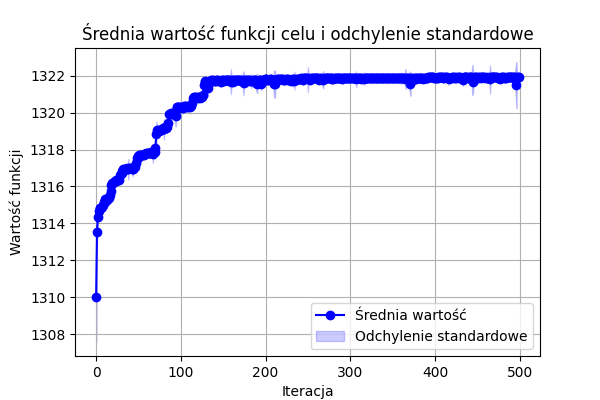 Średnia wartość funkcji celu i odchylenie standardowe
1322
1320
1318
1316
1314
1312
1310
1308
Wartość funkcji
Średnia wartość
Odchylenie standardowe
0 100 200 300 400 500
Iteracja